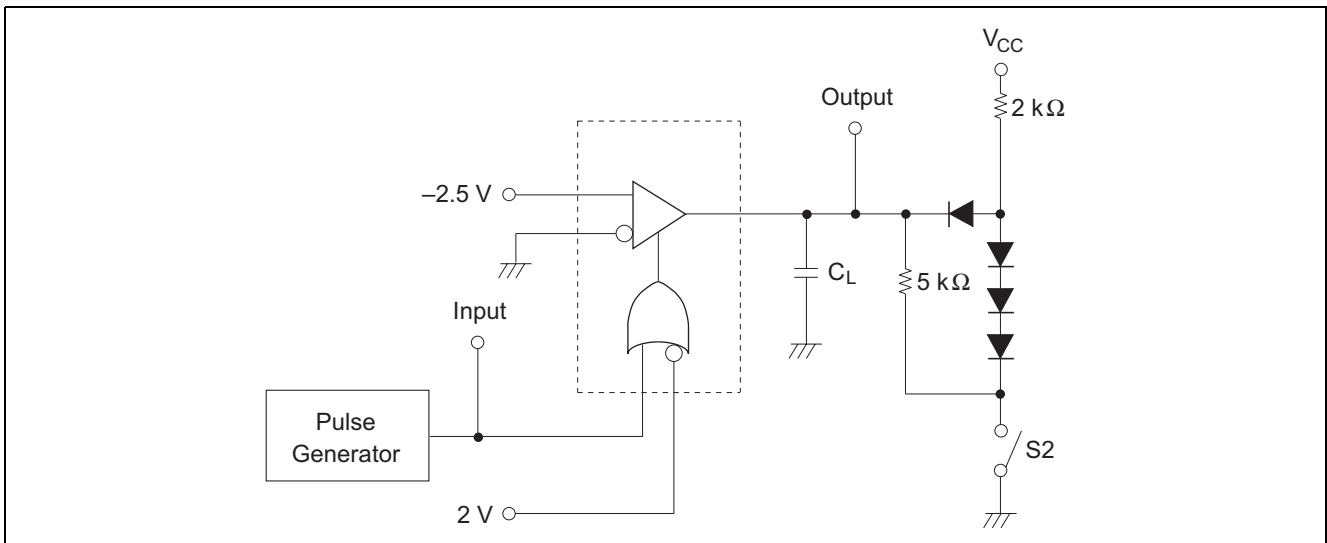 V_CC
2 kΩ
Output
–2.5 V
C_L
5 kΩ
Input
Pulse
Generator
S2
2 V